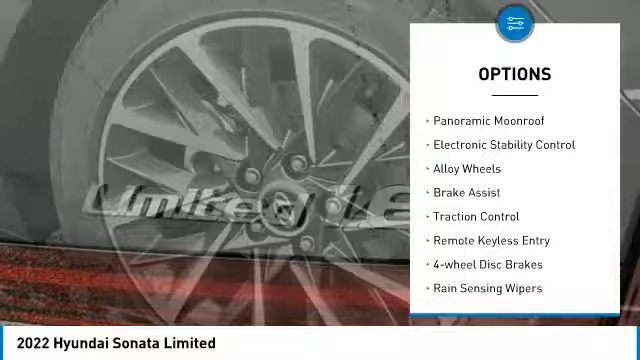 OPTIONS
Panoramic Moonroof
Electronic Stability Control
Alloy Wheels
Brake Assist
Traction Control
Remote Keyless Entry
4-wheel Disc Brakes
Rain Sensing Wipers
Limited
2022 Hyundai Sonata Limited